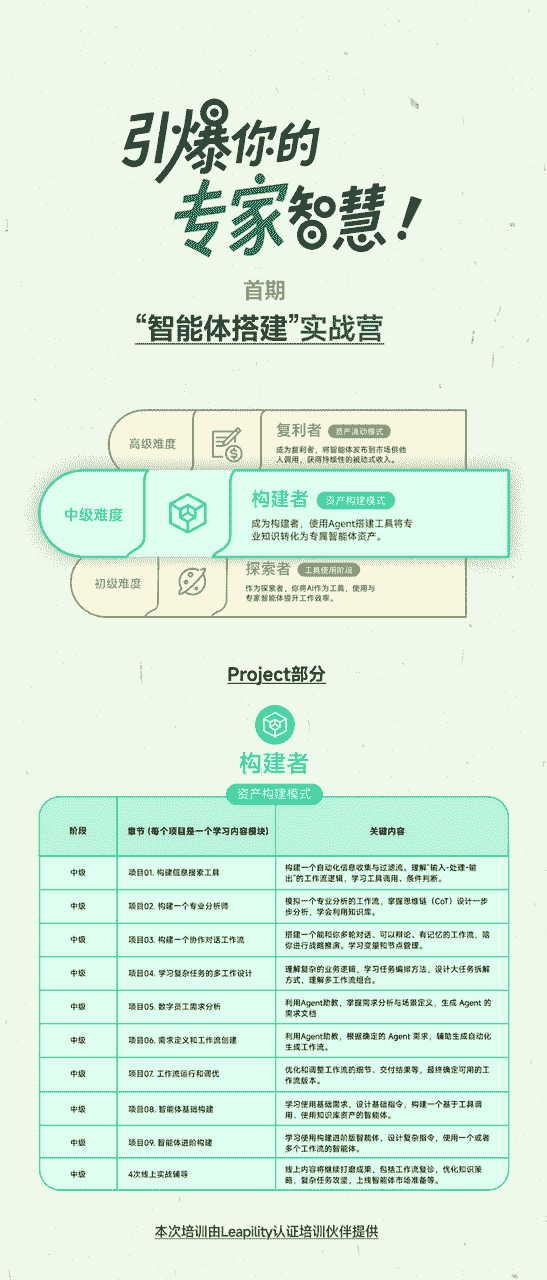 引爆你的
专家智慧！
首期
“智能体搭建”实战营
高级难度
复利者 资产流动模式
成为复利者，将智能体发布到市场供他
人调用，获得持续性的被动式收入。
中级难度
构建者 资产构建模式
成为构建者，使用Agent搭建工具将专
业知识转化为专属智能体资产。
初级难度
探索者 工具使用阶段
作为探索者，你将AI作为工具，使用与
专家智能体提升工作效率。
Project部分
构建者
资产构建模式
阶段 章节 (每个项目是一个学习内容模块) 关键内容
中级 项目01. 构建信息搜索工具 构建一个自动化信息收集与过滤流。理解“输入-处理-输
出”的工作流逻辑，学习工具调用、条件判断。
中级 项目02. 构建一个专业分析师 模拟一个专业分析的工作流，掌握思维链（CoT）设计一步
步分析，学会利用知识库。
中级 项目03. 构建一个协作对话工作流 搭建一个能和你多轮对话、可以辩论、有记忆的工作流，陪
你进行战略推演。学习变量和节点管理。
中级 项目04. 学习复杂任务的多工作设计 理解复杂的业务逻辑，学习任务编排方法，设计大任务拆解
方式，理解多工作流组合。
中级 项目05. 数字员工需求分析 利用Agent助教，掌握需求分析与场景定义，生成 Agent 的
需求文档
中级 项目06. 需求定义和工作流创建 利用Agent助教，根据确定的 Agent 需求，辅助生成自动化
生成工作流。
中级 项目07. 工作流运行和调优 优化和调整工作流的细节、交付结果等，最终确定可用的工
作流版本。
中级 项目08. 智能体基础构建 学习使用基础需求，设计基础指令，构建一个基于工具调
用、使用知识库资产的智能体。
中级 项目09. 智能体进阶构建 学习使用构建进阶版智能体，设计复杂指令，使用一个或者
多个工作流的智能体。
中级 4次线上实战辅导 线上内容将继续打磨成果，包括工作流复诊，优化知识策
略，复杂任务攻坚，上线智能体市场准备等。
本次培训由Leapility认证培训伙伴提供